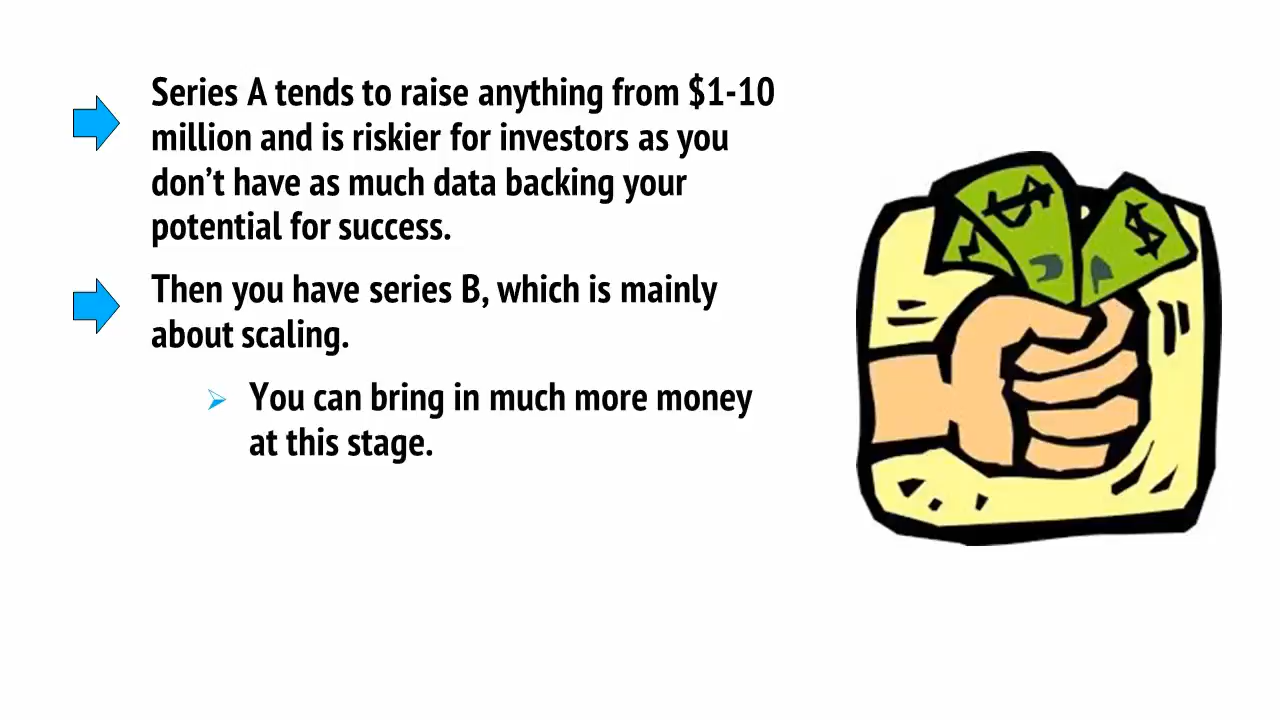 Series A tends to raise anything from $1-10
million and is riskier for investors as you
don’t have as much data backing your
potential for success.
Then you have series B, which is mainly
about scaling.
You can bring in much more money
at this stage.